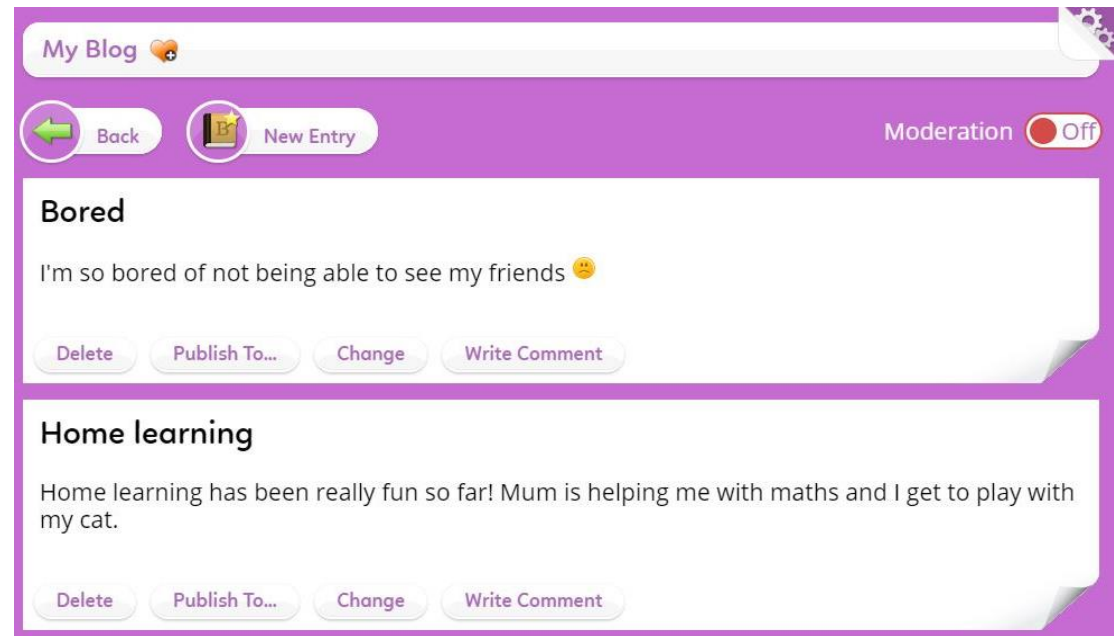 My Blog
Back
New Entry
Moderation Off
Bored
I'm so bored of not being able to see my friends
Delete Publish To... Change Write Comment
Home learning
Home learning has been really fun so far! Mum is helping me with maths and I get to play with
my cat.
Delete Publish To... Change Write Comment